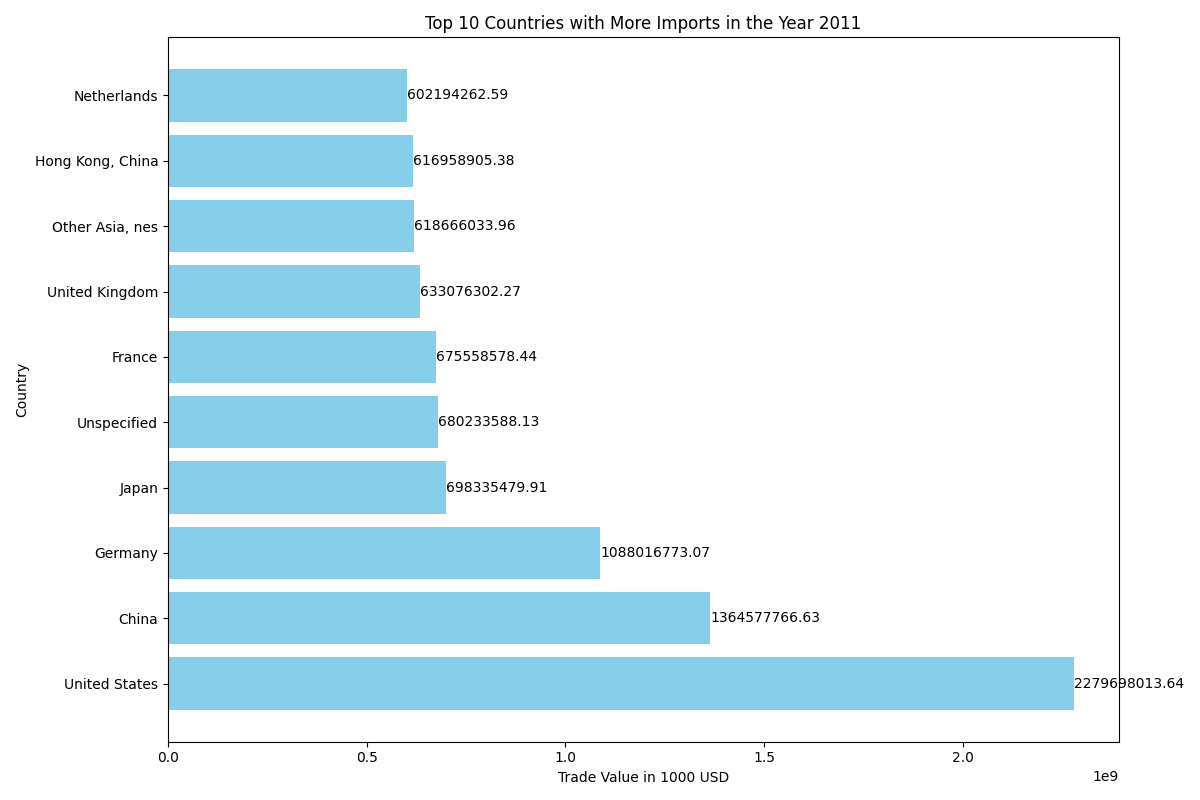 Top 10 Countries with More Imports in the Year 2011
Country
Netherlands
602194262.59
Hong Kong, China
616958905.38
Other Asia, nes
618666033.96
United Kingdom
633076302.27
France
675558578.44
Unspecified
680233588.13
Japan
698335479.91
Germany
1088016773.07
China
1364577766.63
United States
2279698013.64
0.0
0.5
1.0
1.5
2.0
1e9
Trade Value in 1000 USD